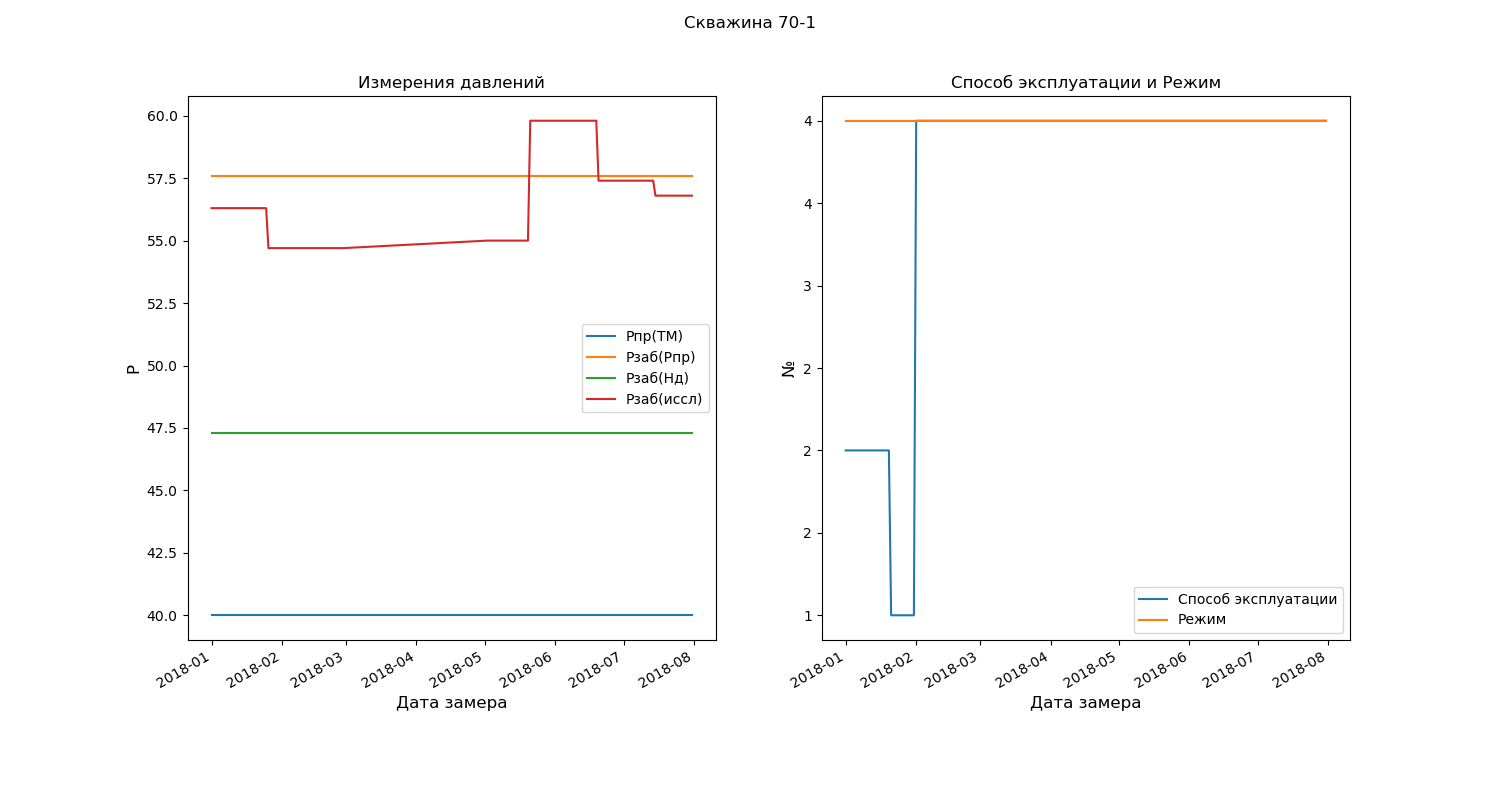 Скважина 70-1
Измерения давлений
60.0
57.5
55.0
52.5
50.0
47.5
45.0
42.5
40.0
P
Pпр(ТМ)
Pзаб(Рпр)
Pзаб(Нд)
Pзаб(иссл)
2018-01
2018-02
2018-03
2018-04
2018-05
2018-06
2018-07
2018-08
Дата замера
Способ эксплуатации и Режим
4
4
3
2
2
2
1
№
Способ эксплуатации
Режим
2018-01
2018-02
2018-03
2018-04
2018-05
2018-06
2018-07
2018-08
Дата замера